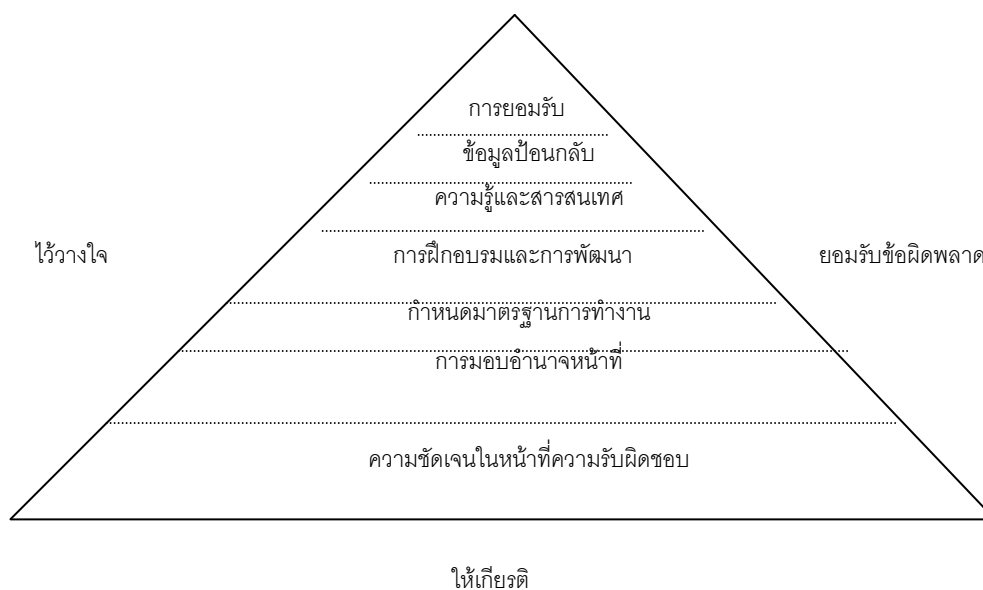 การยอมรับ
ข้อมูลป้อนกลับ
ความรู้และสารสนเทศ
ไว้วางใจ
การฝึกอบรมและการพัฒนา
ยอมรับข้อผิดพลาด
กำหนดมาตรฐานการทำงาน
การมอบอำนาจหน้าที่
ความชัดเจนในหน้าที่ความรับผิดชอบ
ให้เกียรติ